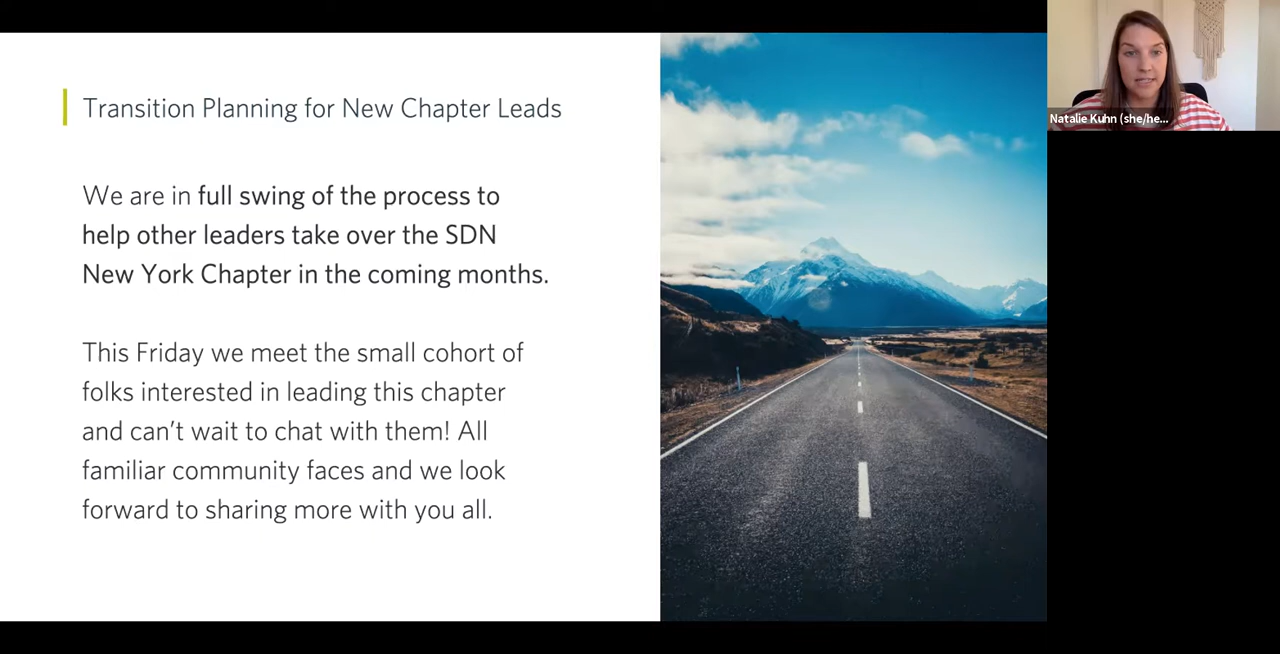 Transition Planning for New Chapter Leads
We are in full swing of the process to
help other leaders take over the SDN
New York Chapter in the coming months.
This Friday we meet the small cohort of
folks interested in leading this chapter
and can’t wait to chat with them! All
familiar community faces and we look
forward to sharing more with you all.
Natalie Kuhn (she/he...